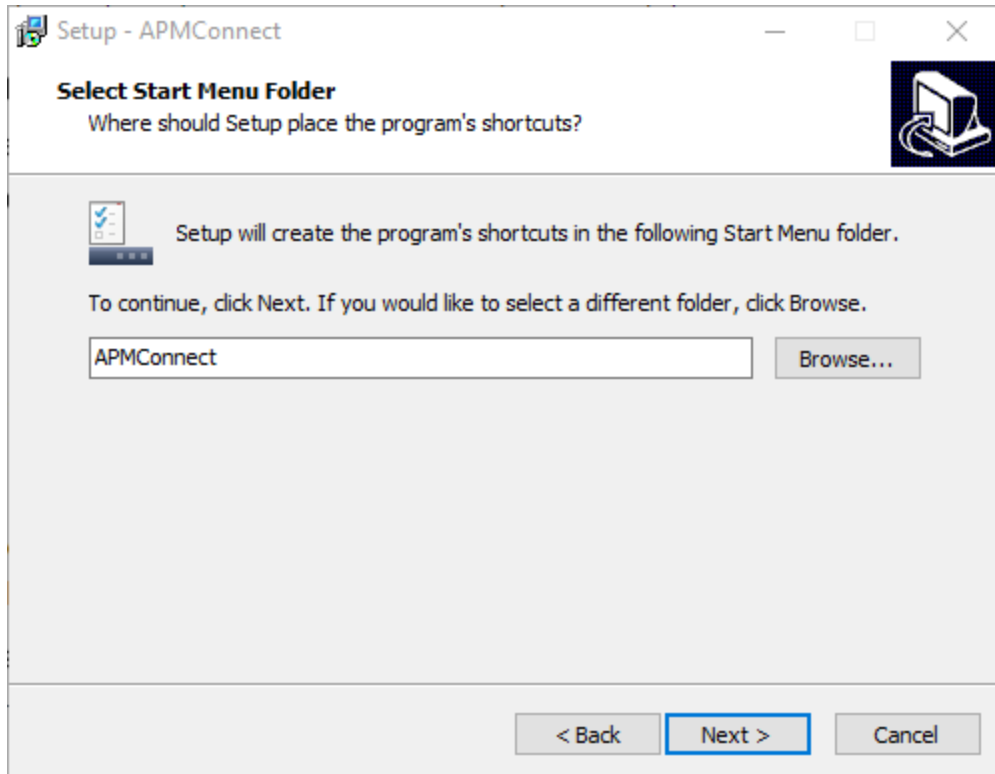 Setup - APMConnect
Select Start Menu Folder
Where should Setup place the program's shortcuts?
Setup will create the program's shortcuts in the following Start Menu folder.
To continue, click Next. If you would like to select a different folder, click Browse.
APMConnect
Browse...
< Back
Next >
Cancel